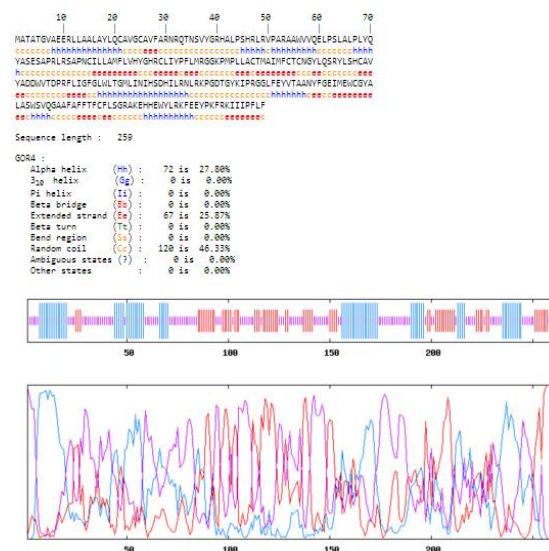 10 20 30 40 50 60 70
MATATGVAEERLLAALAYLQCAVGCAVFARNRQTNSVYGRHALPSHRLRVPARAAWVVQELPSLALPLYQ
YASESAPRLRSAPNCILLAMFLVHYGHRCLIYPFLMRGGKPMPLLACTMAIMFCTCNGYLQSRYLSHCAV
YADDWVTDPRFLIGFGLWLTGMLINIHSDHILRNLRKPGDTGYKIPRGGLFEYVTAANYFGEIMEWCGYA
LASWSVQGAAFAFFTFCFLSGRAKEHHEWYLRKFEEYPKFRKIIIPFLF
Sequence length : 259
GOR4 :
Alpha helix (Hh) : 72 is 27.80%
3₁₀ helix (Gg) : 0 is 0.00%
Pi helix (Ii) : 0 is 0.00%
Beta bridge (Bb) : 0 is 0.00%
Extended strand (Ee) : 67 is 25.87%
Beta turn (Tt) : 0 is 0.00%
Bend region (Ss) : 0 is 0.00%
Random coil (Cc) : 120 is 46.33%
Ambiguous states (?) : 0 is 0.00%
Other states : 0 is 0.00%
50 100 150 200
50 100 150 200